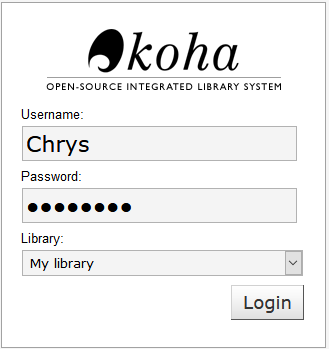 koha
OPEN-SOURCE INTEGRATED LIBRARY SYSTEM
Username:
Chrys
Password:
●●●●●●●●
Library:
My library
Login